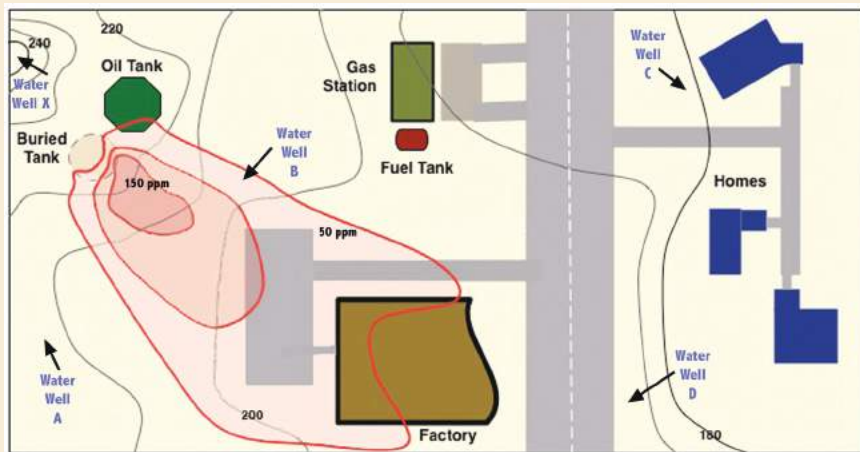 240
220
Oil Tank
Water
Well X
Buried
Tank
150 ppm
Water
Well
B
50 ppm
Gas
Station
Fuel Tank
Water
Well
C
Homes
Water
Well
A
200
Factory
Water
Well
D
180